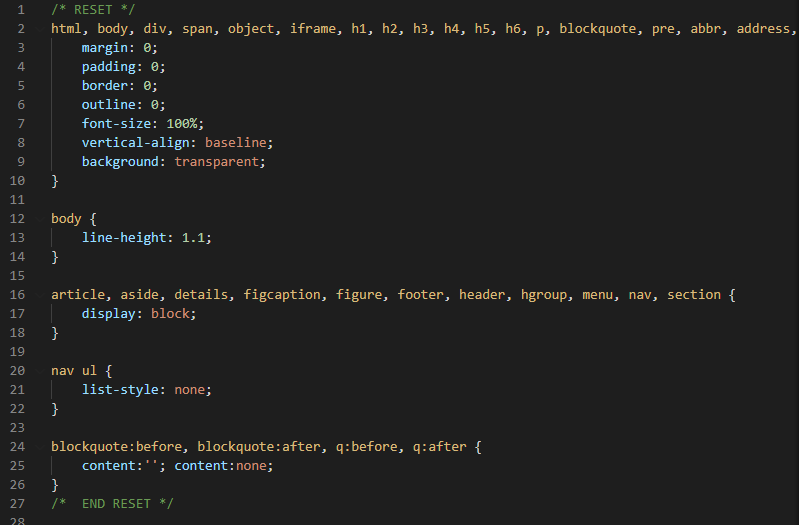 1 /* RESET */
2 html, body, div, span, object, iframe, h1, h2, h3, h4, h5, h6, p, blockquote, pre, abbr, address,
3     margin: 0;
4     padding: 0;
5     border: 0;
6     outline: 0;
7     font-size: 100%;
8     vertical-align: baseline;
9     background: transparent;
10 }
11
12 body {
13     line-height: 1.1;
14 }
15
16 article, aside, details, figcaption, figure, footer, header, hgroup, menu, nav, section {
17     display: block;
18 }
19
20 nav ul {
21     list-style: none;
22 }
23
24 blockquote:before, blockquote:after, q:before, q:after {
25     content:''; content:none;
26 }
27 /*  END RESET */
28